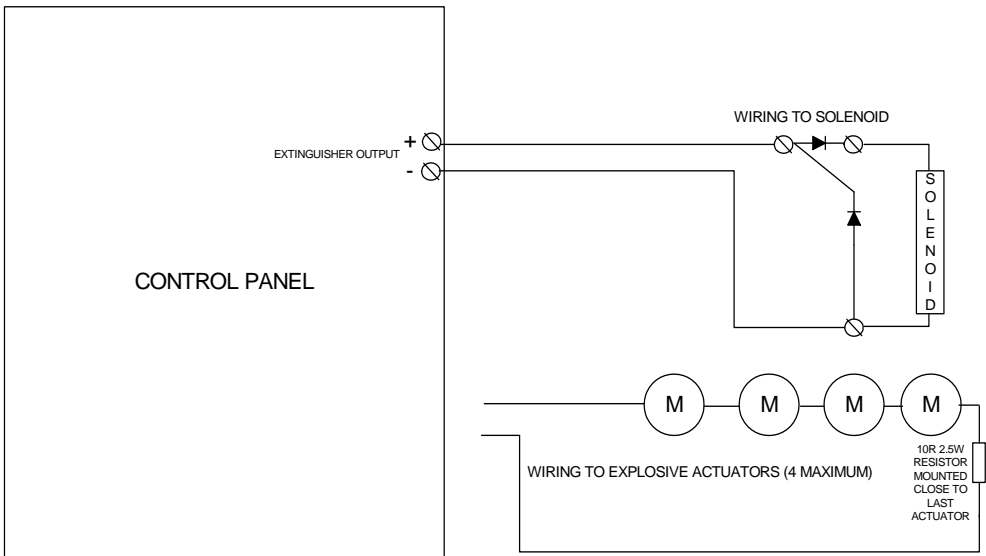 WIRING TO SOLENOID
+
EXTINGUISHER OUTPUT
-
SOLENOID
CONTROL PANEL
M M M M
WIRING TO EXPLOSIVE ACTUATORS (4 MAXIMUM)
10R 2.5W
RESISTOR
MOUNTED
CLOSE TO
LAST
ACTUATOR